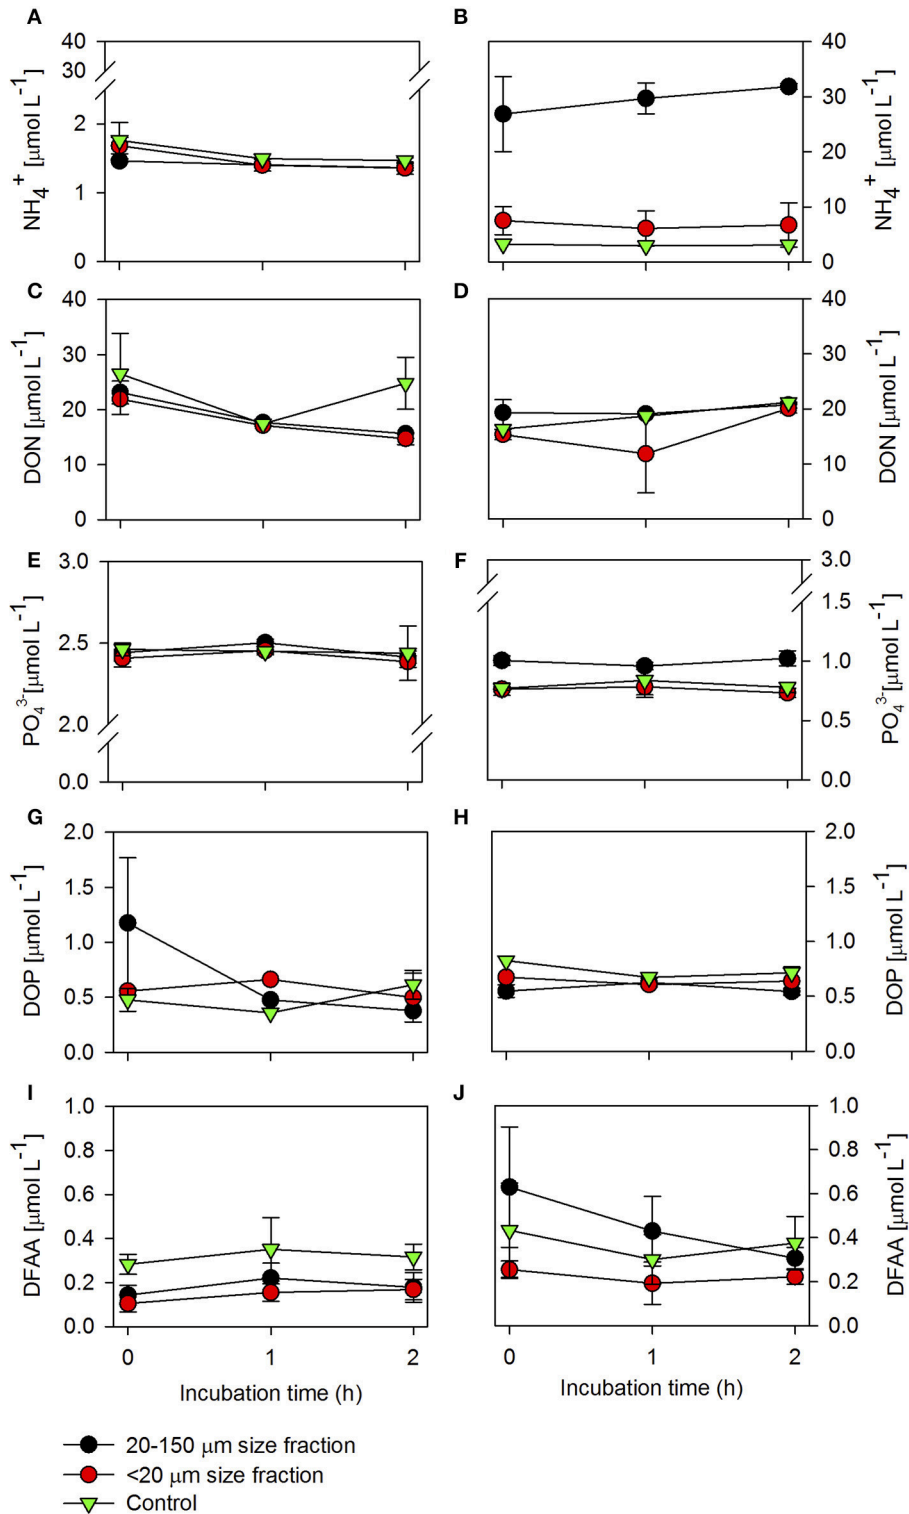 A
B
40
30
2
1
0
NH4+ [μmol L-1]
40
30
20
10
0
NH4+ [μmol L-1]
C
D
40
30
20
10
0
DON [μmol L-1]
40
30
20
10
0
DON [μmol L-1]
E
F
3.0
2.5
2.0
0.0
PO43-[μmol L-1]
3.0
1.5
1.0
0.5
0.0
PO43-[μmol L-1]
G
H
2.0
1.5
1.0
0.5
0.0
DOP [μmol L-1]
2.0
1.5
1.0
0.5
0.0
DOP [μmol L-1]
I
J
1.0
0.8
0.6
0.4
0.2
0.0
DFAA [μmol L-1]
1.0
0.8
0.6
0.4
0.2
0.0
DFAA [μmol L-1]
0 1 2
0 1 2
Incubation time (h)
Incubation time (h)
20-150 μm size fraction
<20 μm size fraction
Control